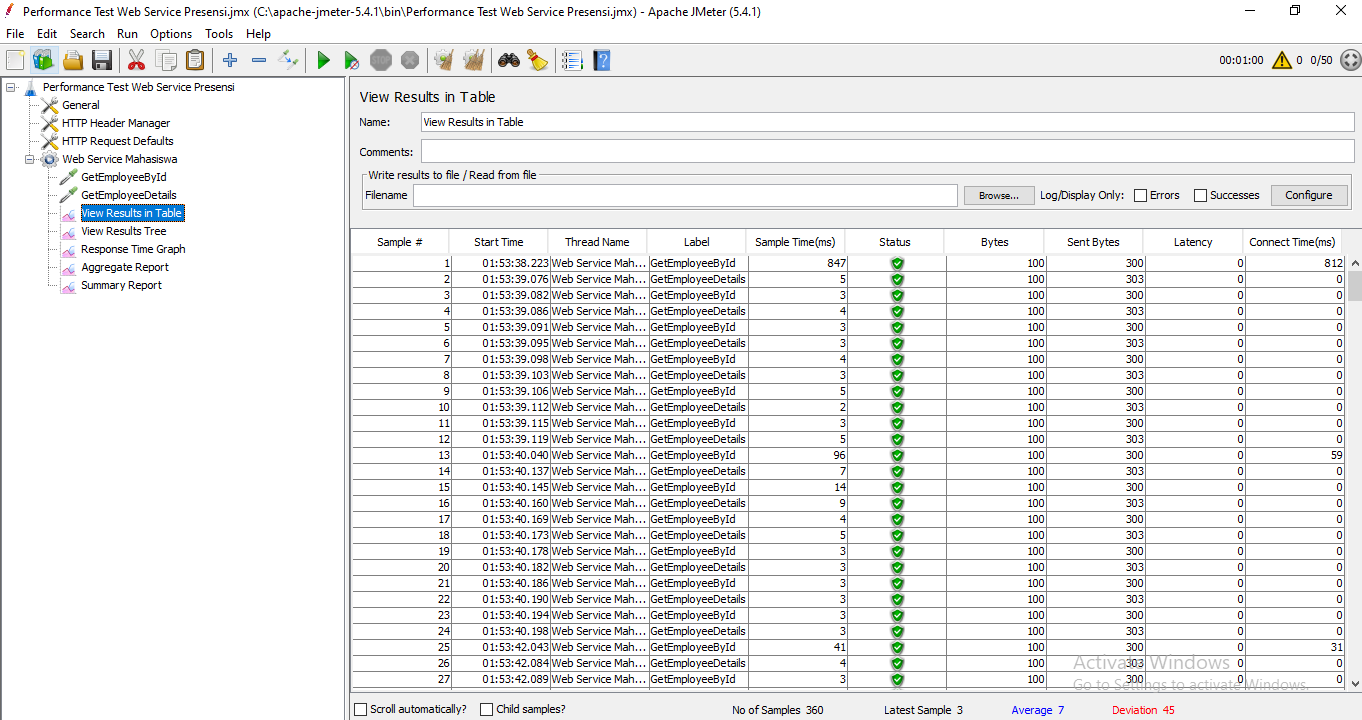 Performance Test Web Service Presensi.jmx (C:\apache-jmeter-5.4.1\bin\Performance Test Web Service Presensi.jmx) - Apache JMeter (5.4.1)
File Edit Search Run Options Tools Help
STOP 00:01:00 0 0/50
Performance Test Web Service Presensi
General
HTTP Header Manager
HTTP Request Defaults
Web Service Mahasiswa
GetEmployeeById
GetEmployeeDetails
View Results in Table
View Results Tree
Response Time Graph
Aggregate Report
Summary Report
View Results in Table
Name: View Results in Table
Comments:
Write results to file / Read from file
Filename Browse... Log/Display Only: Errors Successes Configure
Sample # Start Time Thread Name Label Sample Time(ms) Status Bytes Sent Bytes Latency Connect Time(ms)
1 01:53:38.223 Web Service Mah... GetEmployeeById 847 100 300 0 812
2 01:53:39.076 Web Service Mah... GetEmployeeDetails 5 100 303 0 0
3 01:53:39.082 Web Service Mah... GetEmployeeById 3 100 300 0 0
4 01:53:39.086 Web Service Mah... GetEmployeeDetails 4 100 303 0 0
5 01:53:39.091 Web Service Mah... GetEmployeeById 3 100 300 0 0
6 01:53:39.095 Web Service Mah... GetEmployeeDetails 3 100 303 0 0
7 01:53:39.098 Web Service Mah... GetEmployeeById 4 100 300 0 0
8 01:53:39.103 Web Service Mah... GetEmployeeDetails 3 100 303 0 0
9 01:53:39.106 Web Service Mah... GetEmployeeById 5 100 300 0 0
10 01:53:39.112 Web Service Mah... GetEmployeeDetails 2 100 303 0 0
11 01:53:39.115 Web Service Mah... GetEmployeeById 3 100 300 0 0
12 01:53:39.119 Web Service Mah... GetEmployeeDetails 5 100 303 0 0
13 01:53:40.040 Web Service Mah... GetEmployeeById 96 100 300 0 59
14 01:53:40.137 Web Service Mah... GetEmployeeDetails 7 100 303 0 0
15 01:53:40.145 Web Service Mah... GetEmployeeById 14 100 300 0 0
16 01:53:40.160 Web Service Mah... GetEmployeeDetails 9 100 303 0 0
17 01:53:40.169 Web Service Mah... GetEmployeeById 4 100 300 0 0
18 01:53:40.173 Web Service Mah... GetEmployeeDetails 5 100 303 0 0
19 01:53:40.178 Web Service Mah... GetEmployeeById 3 100 300 0 0
20 01:53:40.182 Web Service Mah... GetEmployeeDetails 3 100 303 0 0
21 01:53:40.186 Web Service Mah... GetEmployeeById 3 100 300 0 0
22 01:53:40.190 Web Service Mah... GetEmployeeDetails 3 100 303 0 0
23 01:53:40.194 Web Service Mah... GetEmployeeById 3 100 300 0 0
24 01:53:40.198 Web Service Mah... GetEmployeeDetails 3 100 303 0 0
25 01:53:42.043 Web Service Mah... GetEmployeeById 41 100 300 0 31
26 01:53:42.084 Web Service Mah... GetEmployeeDetails 4 100 303 0 0
27 01:53:42.089 Web Service Mah... GetEmployeeById 3 100 300 0 0
Activate Windows
Go to Settings to activate Windows.
Scroll automatically? Child samples? No of Samples 360 Latest Sample 3 Average 7 Deviation 45